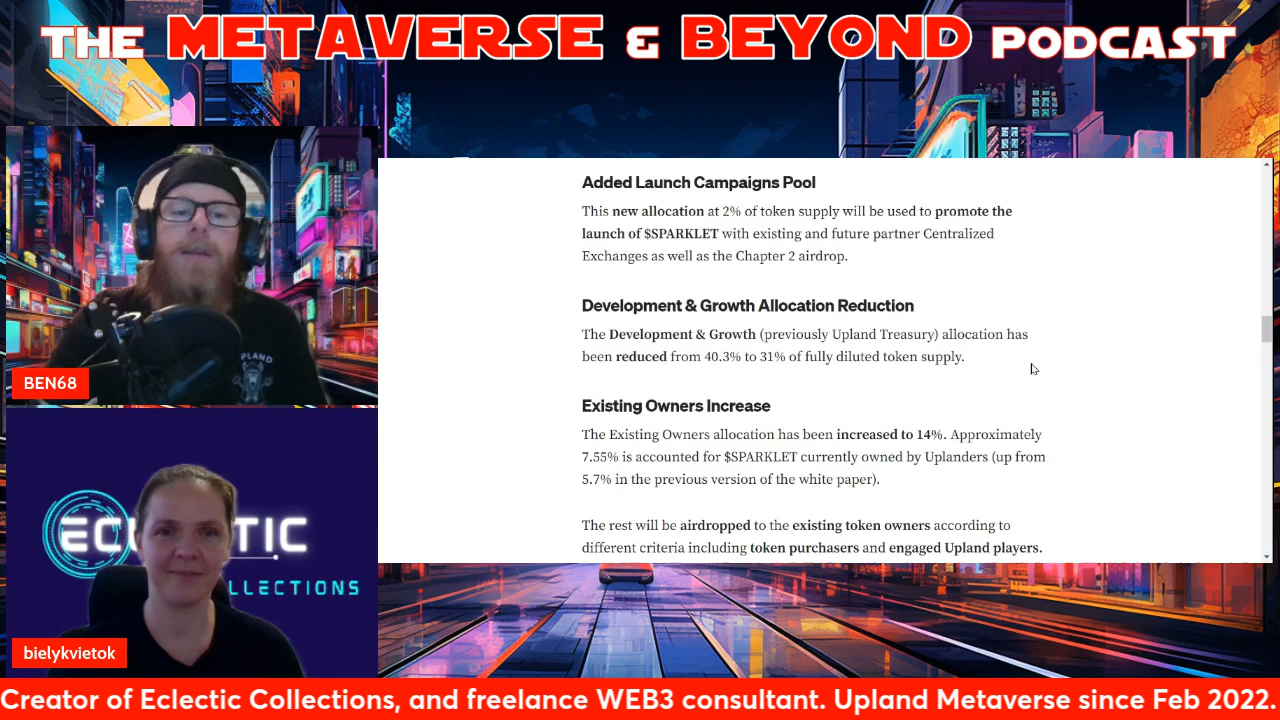 THE METAVERSE & BEYOND PODCAST
Added Launch Campaigns Pool
This new allocation at 2% of token supply will be used to promote the
launch of $SPARKLET with existing and future partner Centralized
Exchanges as well as the Chapter 2 airdrop.
Development & Growth Allocation Reduction
The Development & Growth (previously Upland Treasury) allocation has
been reduced from 40.3% to 31% of fully diluted token supply.
Existing Owners Increase
The Existing Owners allocation has been increased to 14%. Approximately
7.55% is accounted for $SPARKLET currently owned by Uplanders (up from
5.7% in the previous version of the white paper).
The rest will be airdropped to the existing token owners according to
different criteria including token purchasers and engaged Upland players.
UPLAND
BEN68
ECL TIC
LLECTIONS
bielykvietok
Creator of Eclectic Collections, and freelance WEB3 consultant. Upland Metaverse since Feb 2022.